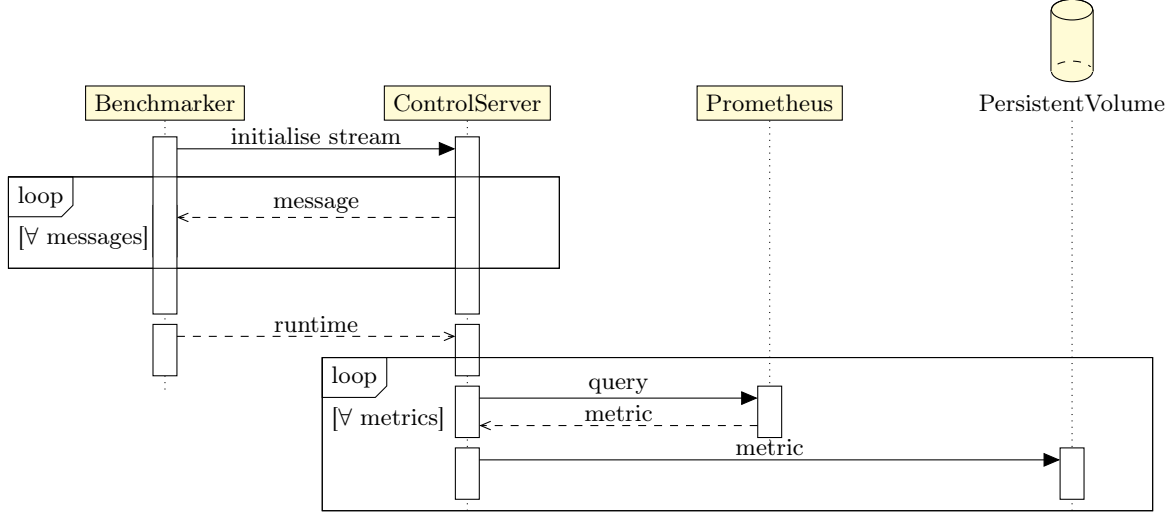 Benchmarker
ControlServer
Prometheus
PersistentVolume
initialise stream
loop
message
[∀ messages]
runtime
loop
query
[∀ metrics]
metric
metric